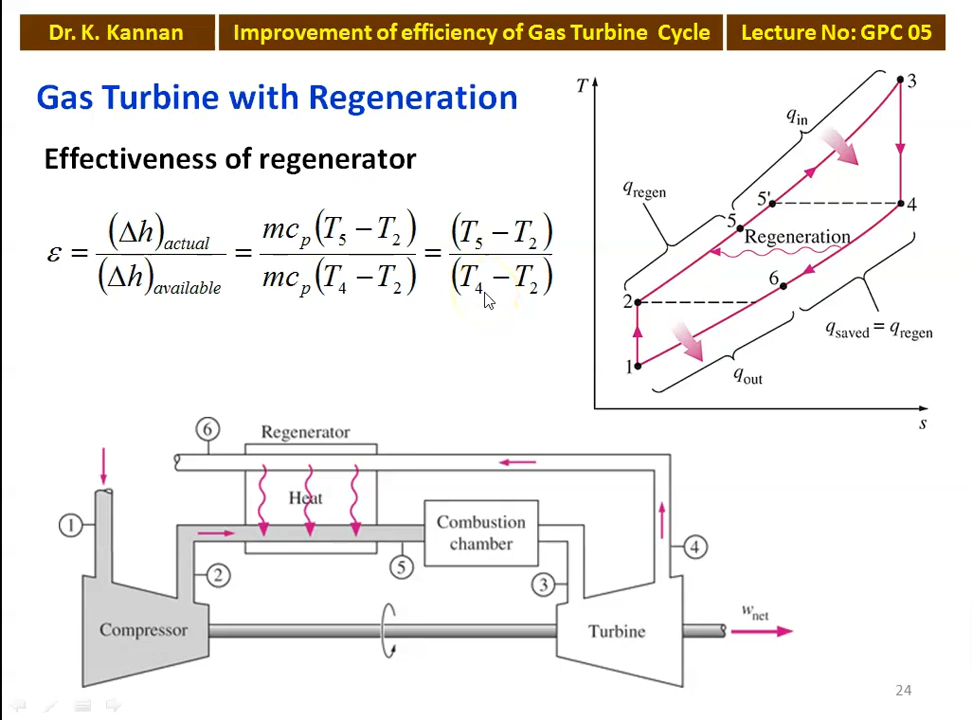 Dr. K. Kannan
Improvement of efficiency of Gas Turbine Cycle
Lecture No: GPC 05
Gas Turbine with Regeneration
Effectiveness of regenerator
ε = (Δh)actual / (Δh)available = mcp(T5 − T2) / mcp(T4 − T2) = (T5 − T2) / (T4 − T2)
T
3
qin
qregen
5'
4
5
Regeneration
6
2
qsaved = qregen
1
qout
s
6
Regenerator
Heat
1
Combustion
chamber
4
2
5
3
wnet
Compressor
Turbine
24